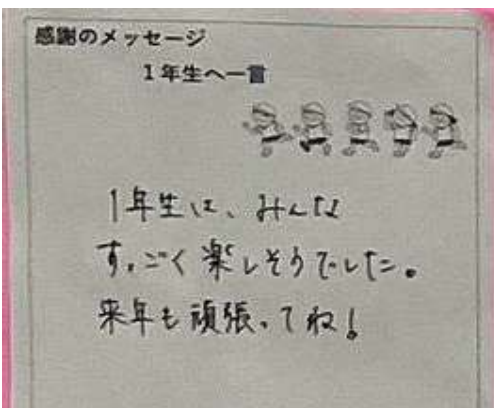 感謝のメッセージ
1年生へ一言
1年生は、みんな
すっごく楽しそうでした。
来年も頑張ってね!